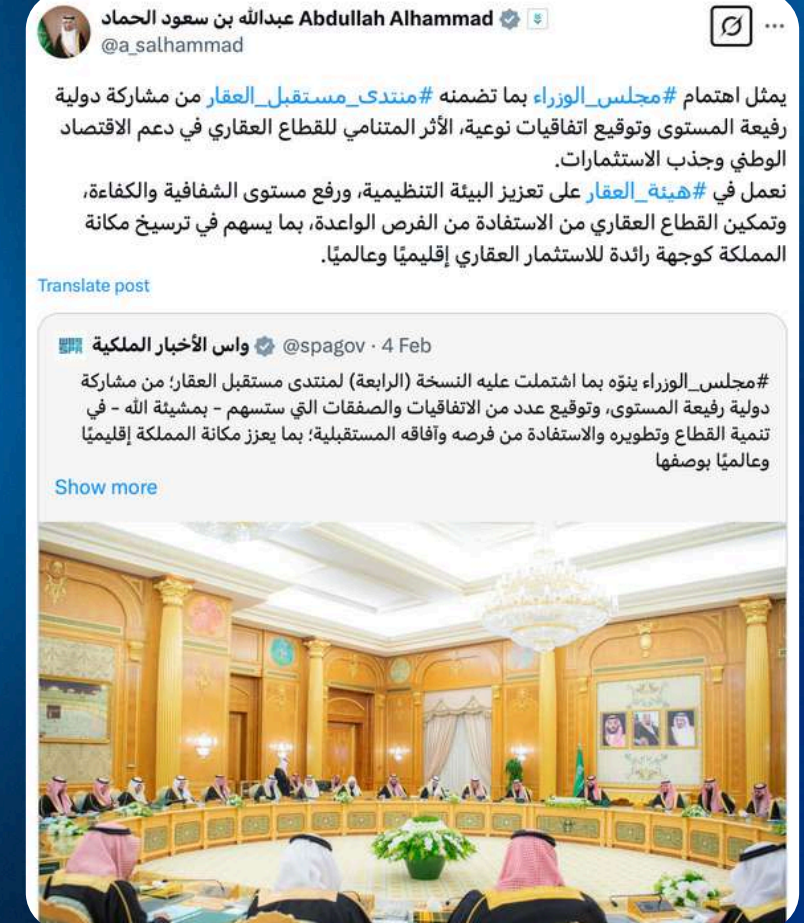 Abdullah Alhammad عبدالله بن سعود الحماد
@a_salhammad
يمثل اهتمام #مجلس_الوزراء بما تضمنه #منتدى_مستقبل_العقار من مشاركة دولية
رفيعة المستوى وتوقيع اتفاقيات نوعية، الأثر المتنامي للقطاع العقاري في دعم الاقتصاد
الوطني وجذب الاستثمارات.
نعمل في #هيئة_العقار على تعزيز البيئة التنظيمية، ورفع مستوى الشفافية والكفاءة،
وتمكين القطاع العقاري من الاستفادة من الفرص الواعدة، بما يسهم في ترسيخ مكانة
المملكة كوجهة رائدة للاستثمار العقاري إقليميًا وعالميًا.
Translate post
واس الأخبار الملكية @spagov · 4 Feb
#مجلس_الوزراء ينوّه بما اشتملت عليه النسخة (الرابعة) لمنتدى مستقبل العقار؛ من مشاركة
دولية رفيعة المستوى، وتوقيع عدد من الاتفاقيات والصفقات التي ستسهم – بمشيئة الله – في
تنمية القطاع وتطويره والاستفادة من فرصه وآفاقه المستقبلية؛ بما يعزز مكانة المملكة إقليميًا
وعالميًا بوصفها
Show more